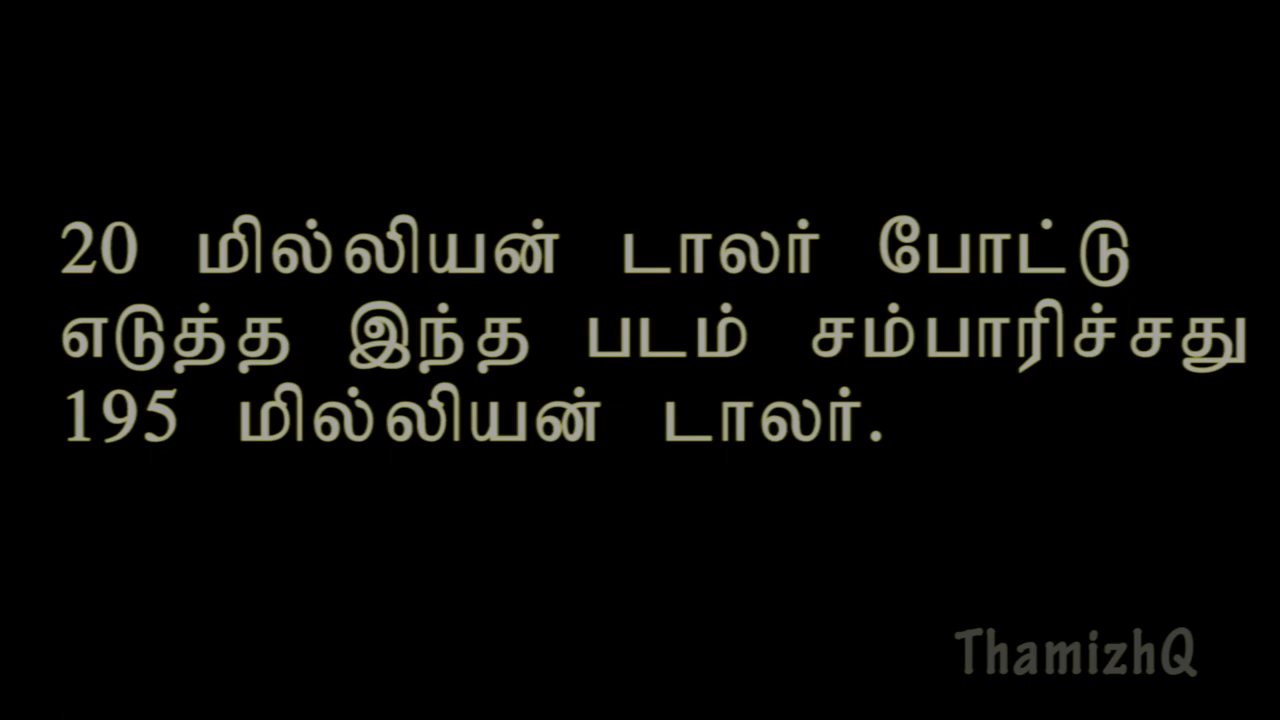 20 மில்லியன் டாலர் போட்டு
எடுத்த இந்த படம் சம்பாரிச்சது
195 மில்லியன் டாலர்.
ThamizhQ